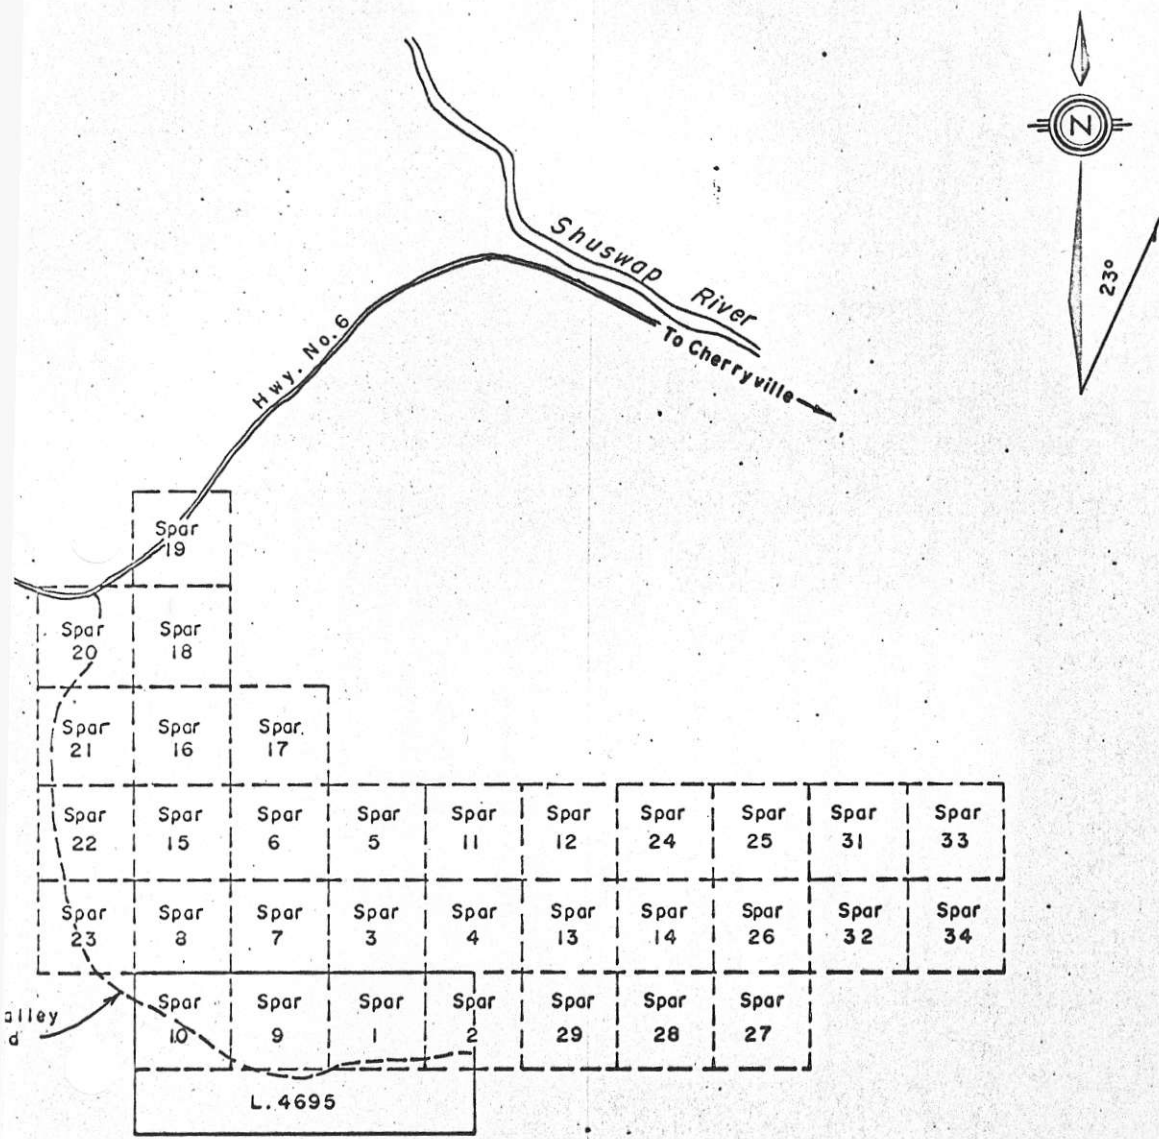 N
23°
Shuswap
River
Hwy. No. 6
To Cherryville
Spar
19
Spar
20
Spar
18
Spar
21
Spar
16
Spar.
17
Spar
22
Spar
15
Spar
6
Spar
5
Spar
11
Spar
12
Spar
24
Spar
25
Spar
31
Spar
33
Spar
23
Spar
8
Spar
7
Spar
3
Spar
4
Spar
13
Spar
14
Spar
26
Spar
32
Spar
34
alley
d
Spar
10
Spar
9
Spar
1
Spar
2
Spar
29
Spar
28
Spar
27
L. 4695